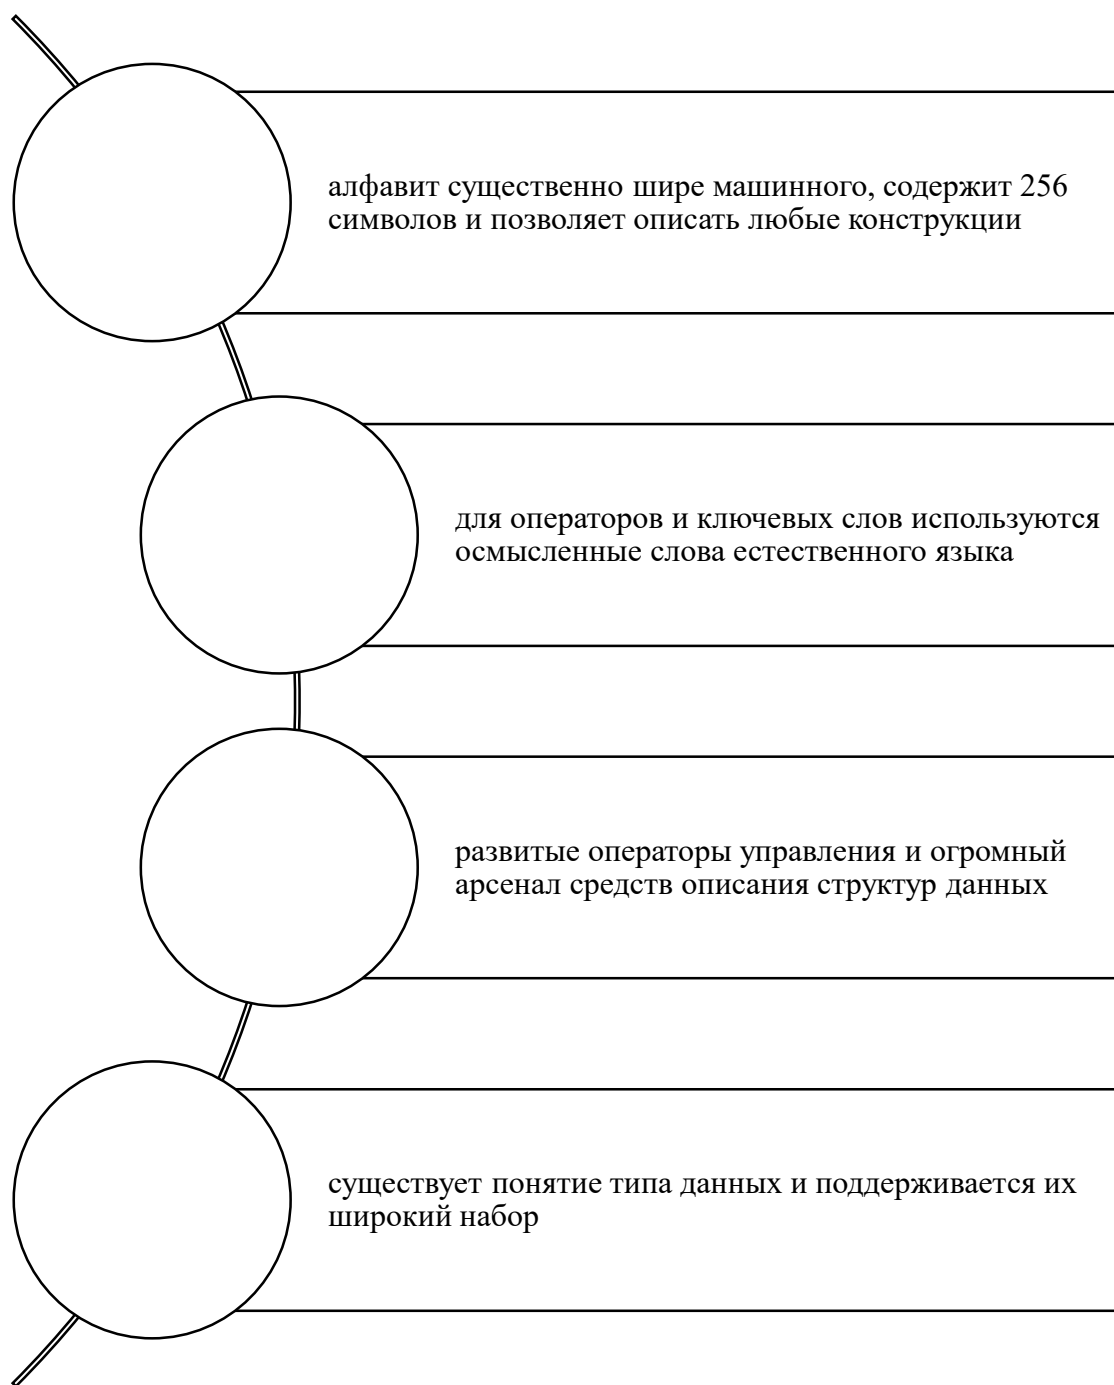 алфавит существенно шире машинного, содержит 256
символов и позволяет описать любые конструкции
для операторов и ключевых слов используются
осмысленные слова естественного языка
развитые операторы управления и огромный
арсенал средств описания структур данных
существует понятие типа данных и поддерживается их
широкий набор